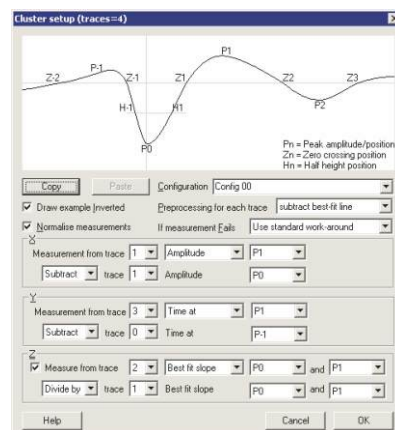 Cluster setup (traces=4)
P1
P-1
Z-2 Z-1 Z1 Z2 Z3
H-1 H1 P2
P0
Pn = Peak amplitude/position
Zn = Zero crossing position
Hn = Half height position
Copy Paste Configuration Config 00
Draw example Inverted Preprocessing for each trace subtract best-fit line
Normalise measurements If measurement Fails Use standard work-around
X
Measurement from trace 1 Amplitude P1
Subtract trace 1 Amplitude P0
Y
Measurement from trace 3 Time at P1
Subtract trace 0 Time at P-1
Z
Measure from trace 2 Best fit slope P0 and P1
Divide by trace 1 Best fit slope P0 and P1
Help Cancel OK